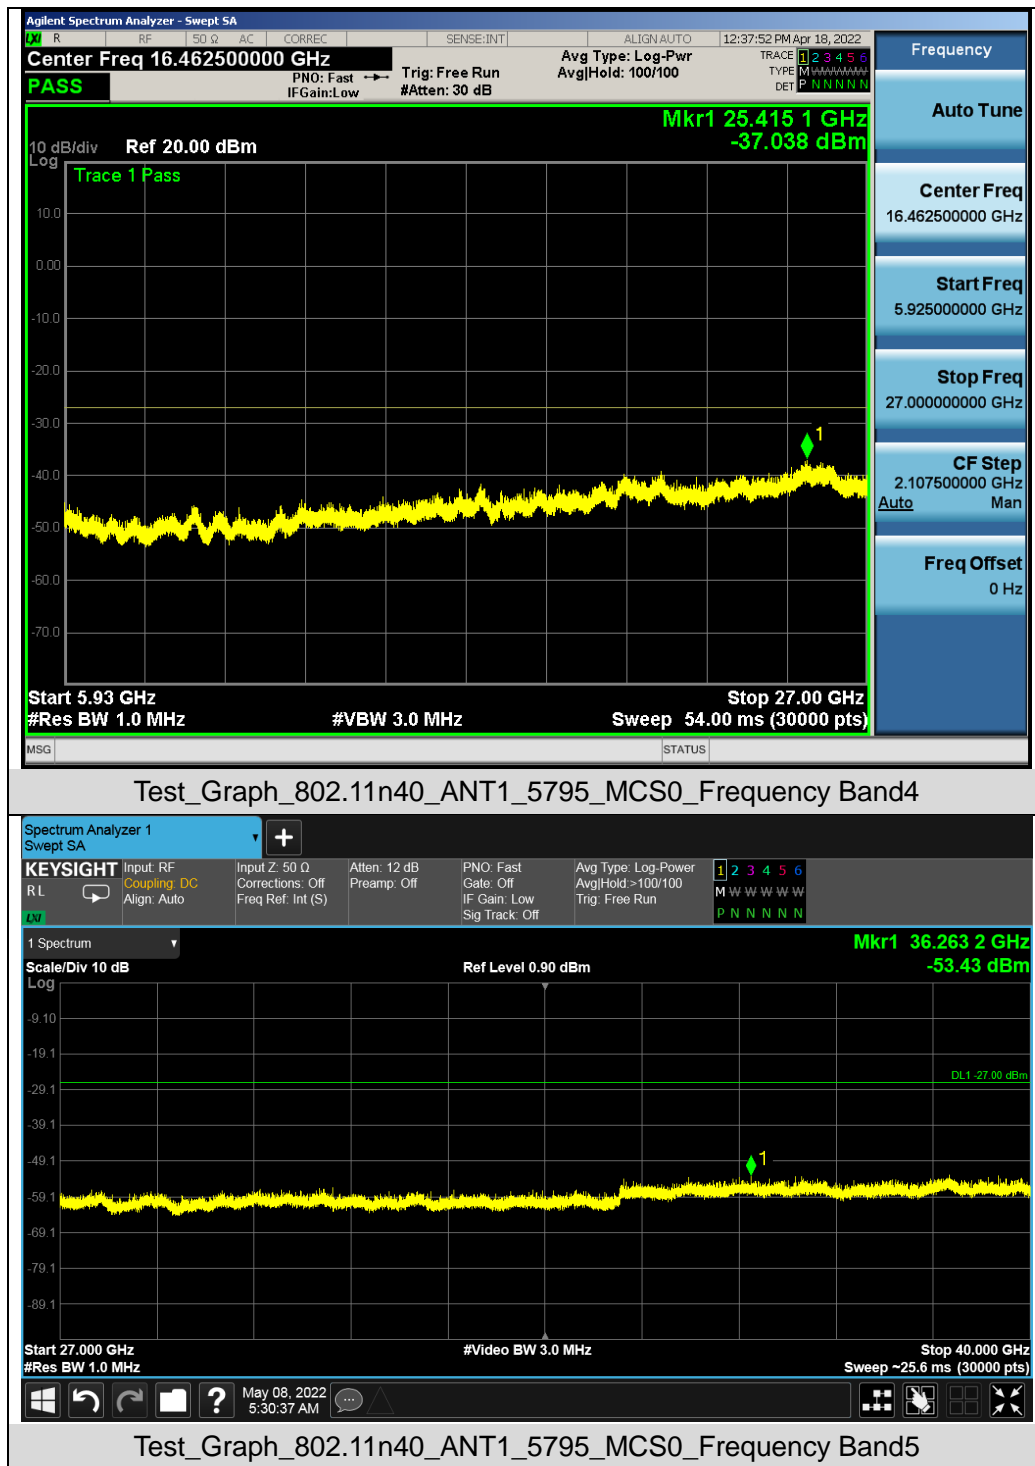 Agilent Spectrum Analyzer - Swept SA
LXI R RF 50 Ω AC CORREC SENSE:INT ALIGN AUTO 12:37:52 PM Apr 18, 2022
Center Freq 16.462500000 GHz
PASS
PNO: Fast
IFGain:Low
Trig: Free Run
#Atten: 30 dB
Avg Type: Log-Pwr
Avg|Hold: 100/100
TRACE 1 2 3 4 5 6
TYPE M W W W W W
DET P N N N N N
Mkr1 25.415 1 GHz
-37.038 dBm
10 dB/div Ref 20.00 dBm
Log
Trace 1 Pass
10.0
0.00
-10.0
-20.0
-30.0
1
-40.0
-50.0
-60.0
-70.0
Start 5.93 GHz Stop 27.00 GHz
#Res BW 1.0 MHz #VBW 3.0 MHz Sweep 54.00 ms (30000 pts)
MSG STATUS
Frequency
Auto Tune
Center Freq
16.462500000 GHz
Start Freq
5.925000000 GHz
Stop Freq
27.000000000 GHz
CF Step
2.107500000 GHz
Auto Man
Freq Offset
0 Hz
Test_Graph_802.11n40_ANT1_5795_MCS0_Frequency Band4
Spectrum Analyzer 1
Swept SA
+
KEYSIGHT
R L
LXI
Input: RF
Coupling: DC
Align: Auto
Input Z: 50 Ω
Corrections: Off
Freq Ref: Int (S)
Atten: 12 dB
Preamp: Off
PNO: Fast
Gate: Off
IF Gain: Low
Sig Track: Off
Avg Type: Log-Power
Avg|Hold:>100/100
Trig: Free Run
1 2 3 4 5 6
M W W W W W
P N N N N N
1 Spectrum
Mkr1 36.263 2 GHz
-53.43 dBm
Scale/Div 10 dB Ref Level 0.90 dBm
Log
-9.10
-19.1
DL1 -27.00 dBm
-29.1
-39.1
-49.1
1
-59.1
-69.1
-79.1
-89.1
Start 27.000 GHz #Video BW 3.0 MHz Stop 40.000 GHz
#Res BW 1.0 MHz Sweep ~25.6 ms (30000 pts)
?
May 08, 2022
5:30:37 AM
Test_Graph_802.11n40_ANT1_5795_MCS0_Frequency Band5